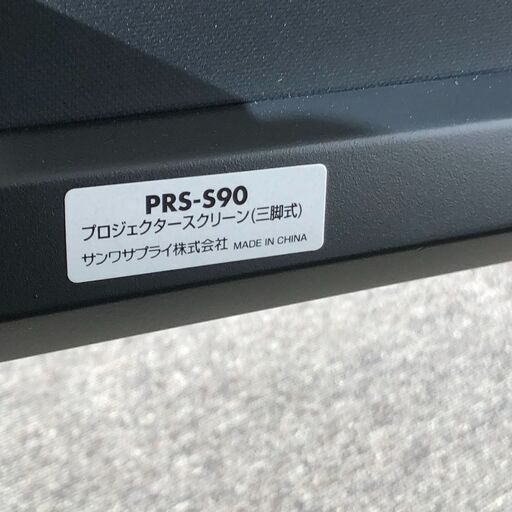 PRS-S90
プロジェクタースクリーン(三脚式)
サンワサプライ株式会社 MADE IN CHINA